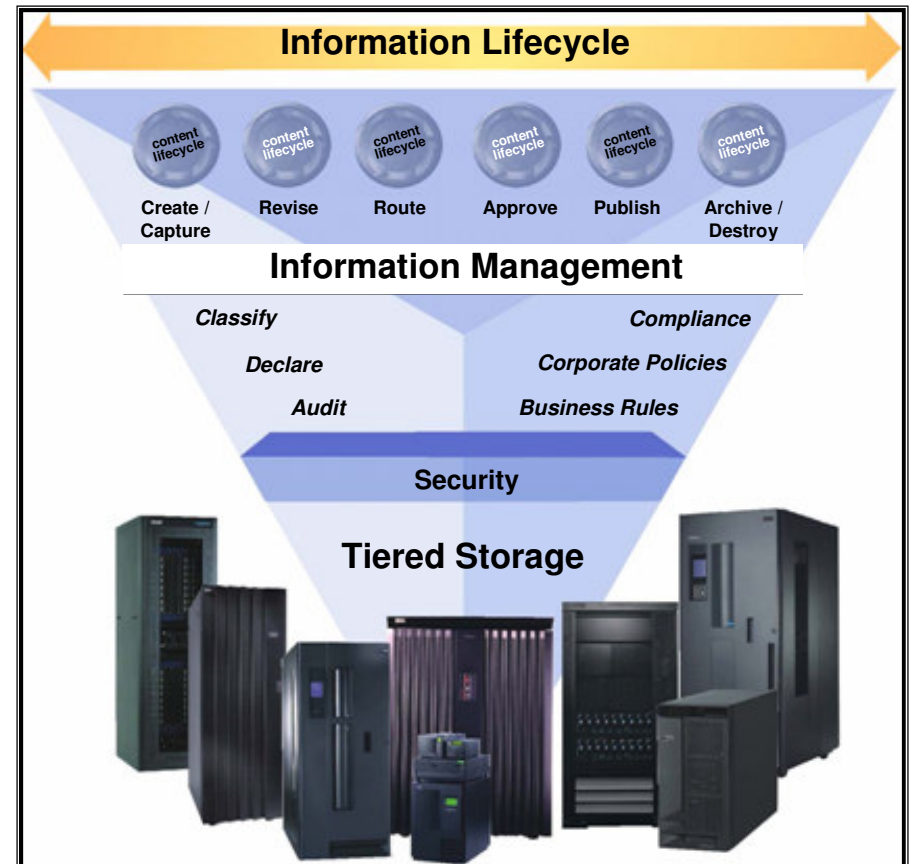 Information Lifecycle
content lifecycle
content lifecycle
content lifecycle
content lifecycle
content lifecycle
content lifecycle
Create / Capture
Revise
Route
Approve
Publish
Archive / Destroy
Information Management
Classify
Compliance
Declare
Corporate Policies
Audit
Business Rules
Security
Tiered Storage